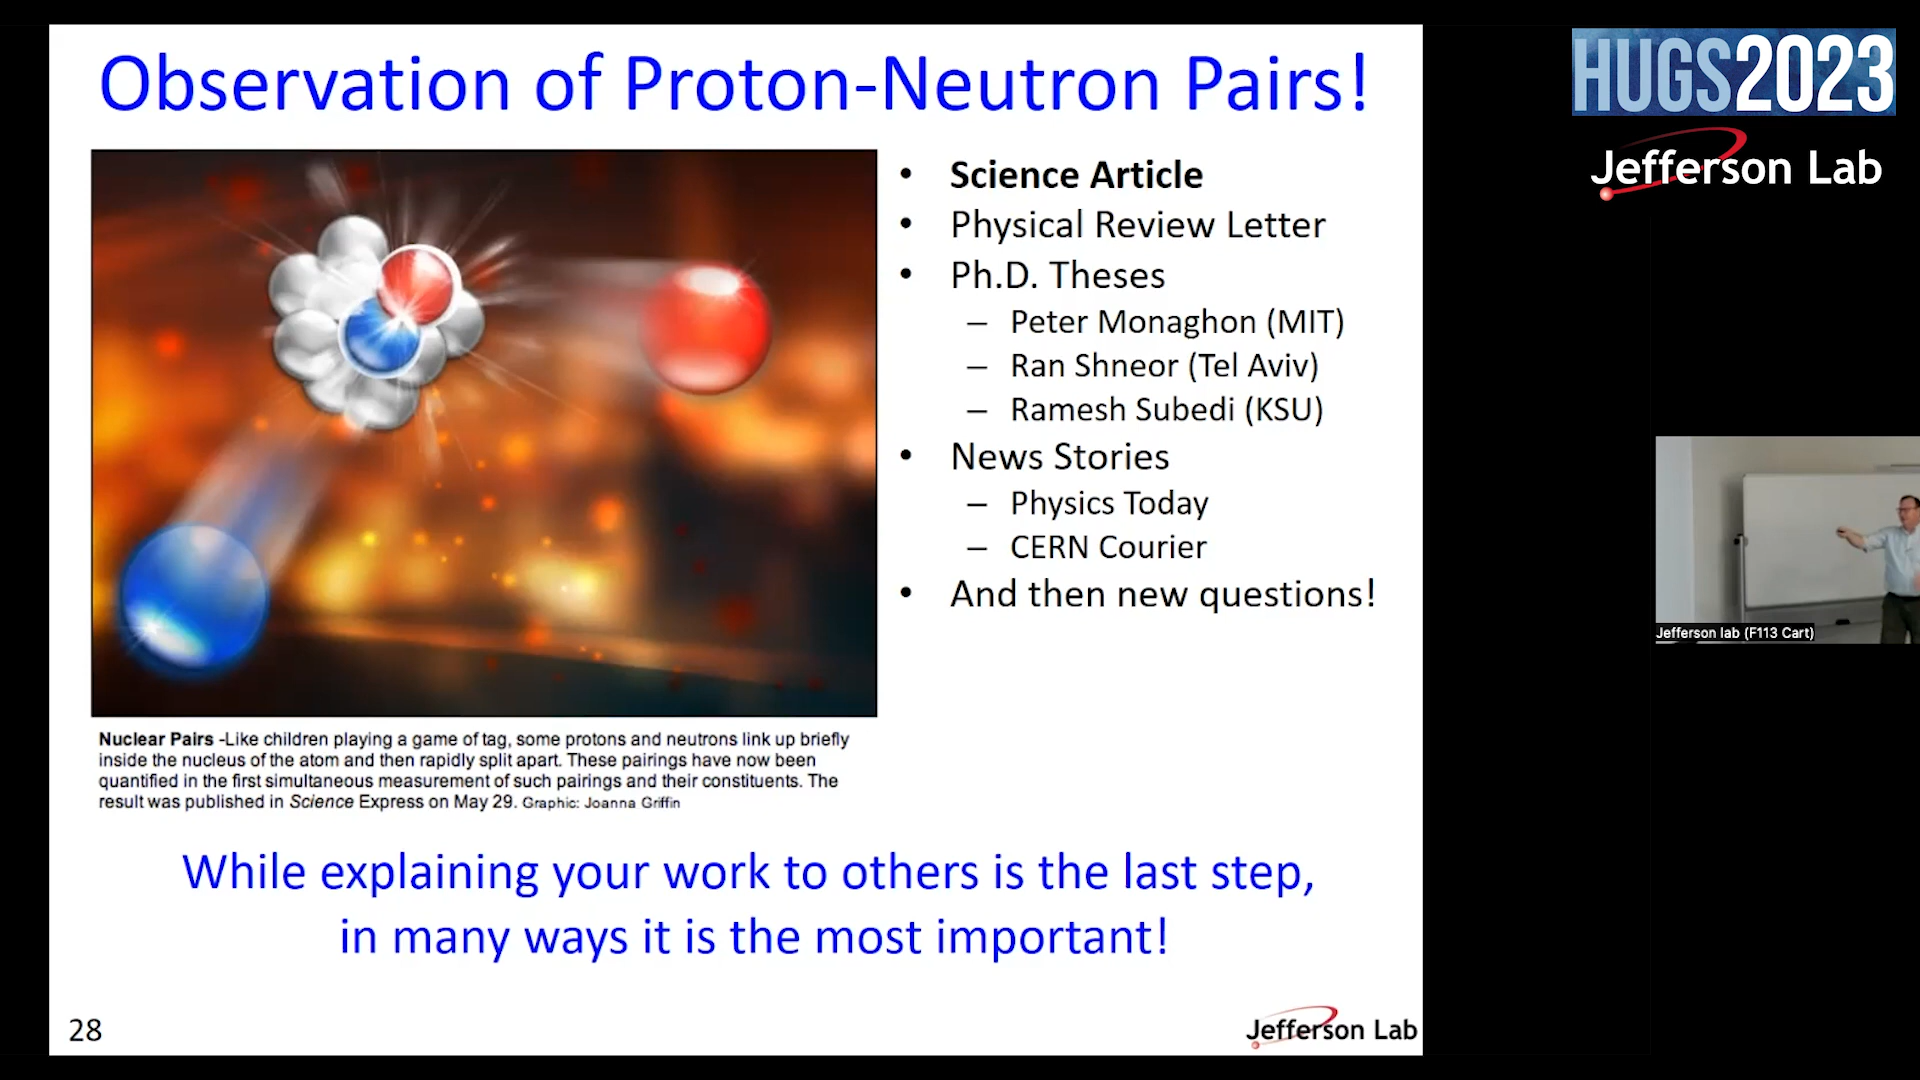 Observation of Proton-Neutron Pairs!
• Science Article
• Physical Review Letter
• Ph.D. Theses
– Peter Monaghon (MIT)
– Ran Shneor (Tel Aviv)
– Ramesh Subedi (KSU)
• News Stories
– Physics Today
– CERN Courier
• And then new questions!
Nuclear Pairs -Like children playing a game of tag, some protons and neutrons link up briefly
inside the nucleus of the atom and then rapidly split apart. These pairings have now been
quantified in the first simultaneous measurement of such pairings and their constituents. The
result was published in Science Express on May 29. Graphic: Joanna Griffin
While explaining your work to others is the last step,
in many ways it is the most important!
28
Jefferson Lab
HUGS2023
Jefferson Lab
Jefferson lab (F113 Cart)